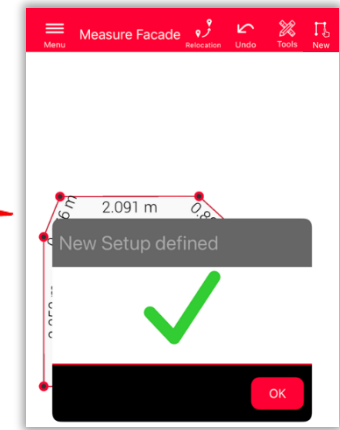 Measure Facade
Menu
Relocation
Undo
Tools
New
2.091 m
New Setup defined
OK